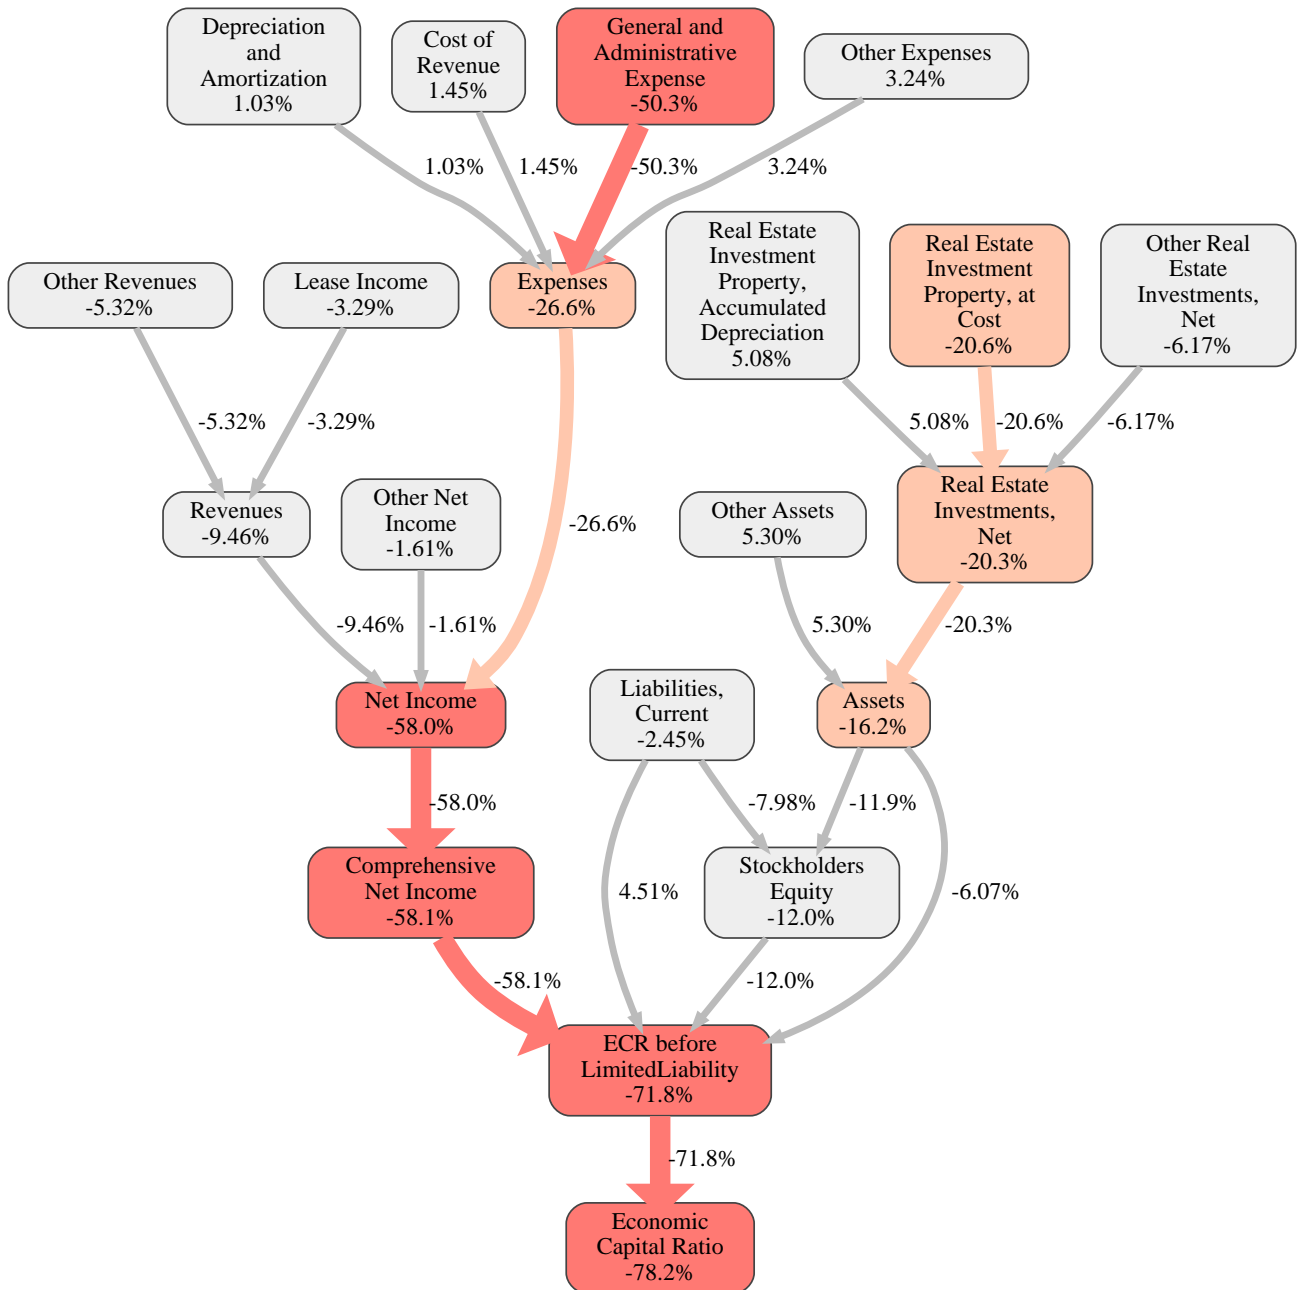 Depreciation
and
Amortization
1.03%
Cost of
Revenue
1.45%
General and
Administrative
Expense
-50.3%
Other Expenses
3.24%
1.03%
1.45%
-50.3%
3.24%
Real Estate
Investment
Property,
Accumulated
Depreciation
5.08%
Real Estate
Investment
Property, at
Cost
-20.6%
Other Real
Estate
Investments,
Net
-6.17%
Other Revenues
-5.32%
Lease Income
-3.29%
Expenses
-26.6%
-5.32%
-3.29%
5.08%
-20.6%
-6.17%
Revenues
-9.46%
Other Net
Income
-1.61%
-26.6%
Other Assets
5.30%
Real Estate
Investments,
Net
-20.3%
-9.46%
-1.61%
5.30%
-20.3%
Net Income
-58.0%
Liabilities,
Current
-2.45%
Assets
-16.2%
-58.0%
-7.98%
-11.9%
Comprehensive
Net Income
-58.1%
4.51%
Stockholders
Equity
-12.0%
-6.07%
-58.1%
-12.0%
ECR before
LimitedLiability
-71.8%
-71.8%
Economic
Capital Ratio
-78.2%